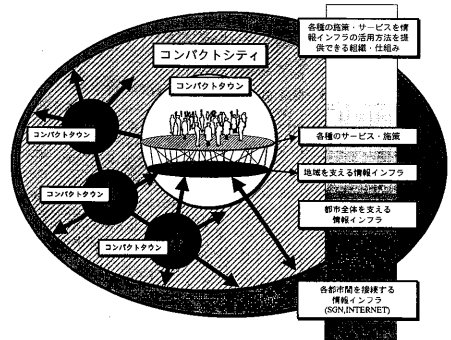 各種の施策・サービスを情
報インフラの活用方法を提
供できる組織・仕組み
コンパクトシティ
コンパクトタウン
コンパクトタウン
各種のサービス・施策
地域を支える情報インフラ
コンパクトタウン
都市全体を支える
情報インフラ
コンパクトタウン
各都市間を接続する
情報インフラ
(SGN,INTERNET)